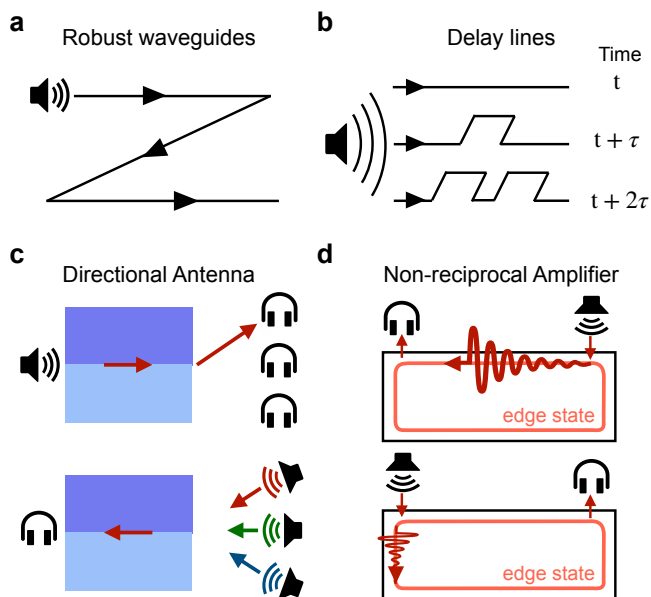 a
Robust waveguides
b
Delay lines
Time
t
t + τ
t + 2τ
c
Directional Antenna
d
Non-reciprocal Amplifier
edge state
edge state